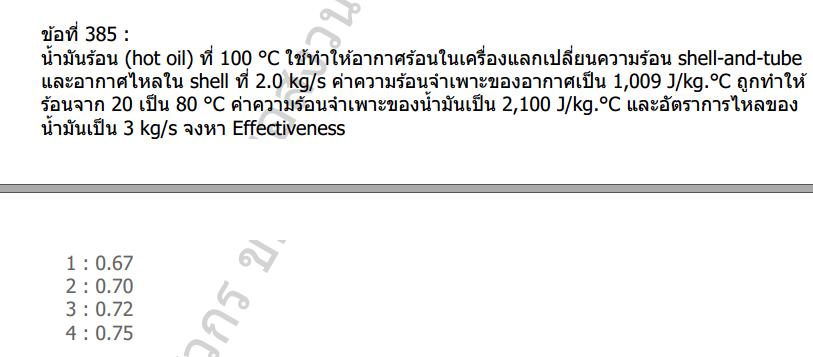 ข้อที่ 385 :
น้ำมันร้อน (hot oil) ที่ 100 °C ใช้ทำให้อากาศร้อนในเครื่องแลกเปลี่ยนความร้อน shell-and-tube
และอากาศไหลใน shell ที่ 2.0 kg/s ค่าความร้อนจำเพาะของอากาศเป็น 1,009 J/kg.°C ถูกทำให้
ร้อนจาก 20 เป็น 80 °C ค่าความร้อนจำเพาะของน้ำมันเป็น 2,100 J/kg.°C และอัตราการไหลของ
น้ำมันเป็น 3 kg/s จงหา Effectiveness
1 : 0.67
2 : 0.70
3 : 0.72
4 : 0.75